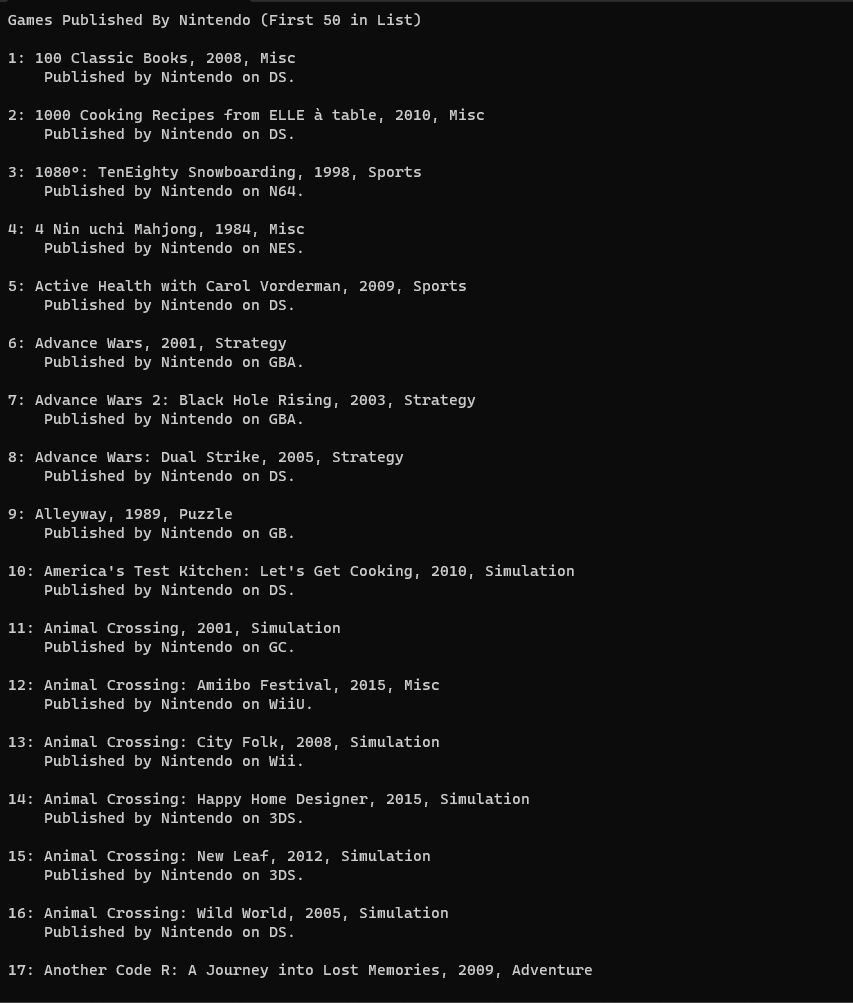 Games Published By Nintendo (First 50 in List)
1: 100 Classic Books, 2008, Misc
Published by Nintendo on DS.
2: 1000 Cooking Recipes from ELLE à table, 2010, Misc
Published by Nintendo on DS.
3: 1080°: TenEighty Snowboarding, 1998, Sports
Published by Nintendo on N64.
4: 4 Nin uchi Mahjong, 1984, Misc
Published by Nintendo on NES.
5: Active Health with Carol Vorderman, 2009, Sports
Published by Nintendo on DS.
6: Advance Wars, 2001, Strategy
Published by Nintendo on GBA.
7: Advance Wars 2: Black Hole Rising, 2003, Strategy
Published by Nintendo on GBA.
8: Advance Wars: Dual Strike, 2005, Strategy
Published by Nintendo on DS.
9: Alleyway, 1989, Puzzle
Published by Nintendo on GB.
10: America's Test Kitchen: Let's Get Cooking, 2010, Simulation
Published by Nintendo on DS.
11: Animal Crossing, 2001, Simulation
Published by Nintendo on GC.
12: Animal Crossing: Amiibo Festival, 2015, Misc
Published by Nintendo on WiiU.
13: Animal Crossing: City Folk, 2008, Simulation
Published by Nintendo on Wii.
14: Animal Crossing: Happy Home Designer, 2015, Simulation
Published by Nintendo on 3DS.
15: Animal Crossing: New Leaf, 2012, Simulation
Published by Nintendo on 3DS.
16: Animal Crossing: Wild World, 2005, Simulation
Published by Nintendo on DS.
17: Another Code R: A Journey into Lost Memories, 2009, Adventure